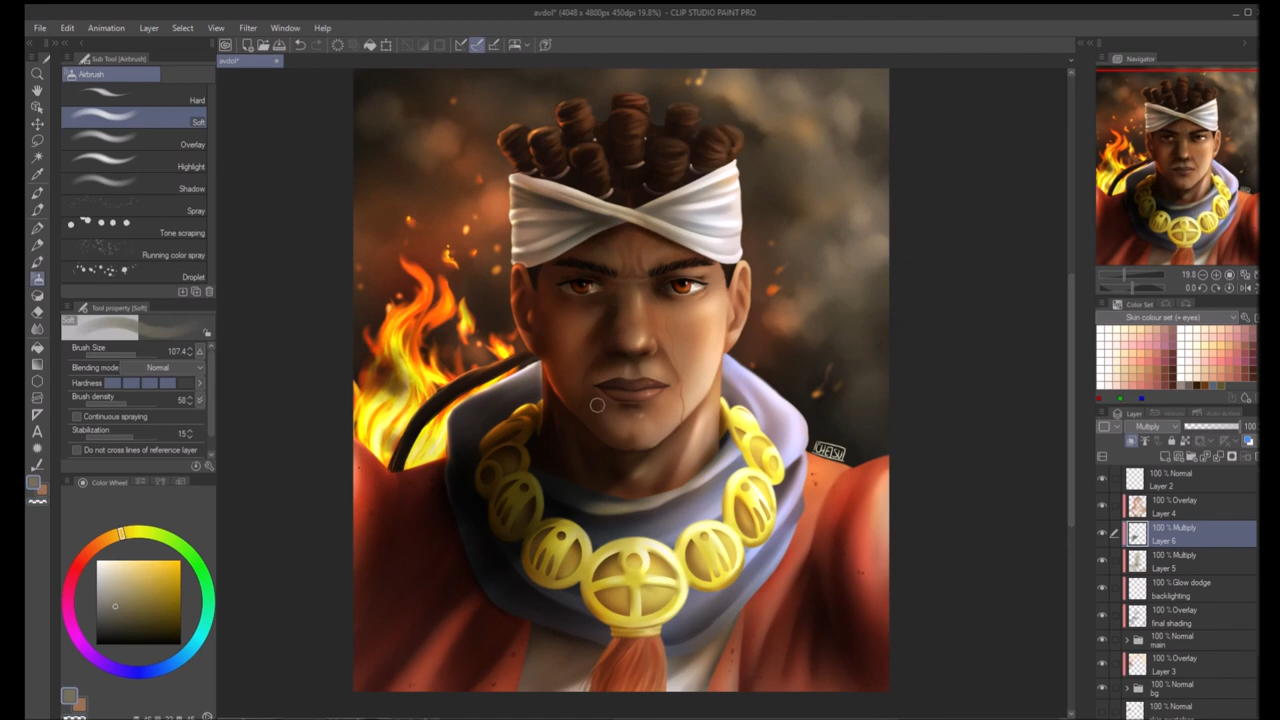 avdol* (4048 x 4800px 450dpi 19.8%) - CLIP STUDIO PAINT PRO
File Edit Animation Layer Select View Filter Window Help
Sub Tool [Airbrush]
Airbrush
Hard
Soft
Overlay
Highlight
Shadow
Spray
Tone scraping
Running color spray
Droplet
Tool property [Soft]
Soft
Brush Size 107.4
Blending mode Normal
Hardness
Brush density 58
Continuous spraying
Stabilization 15
Do not cross lines of reference layer
Color Wheel
avdol*
CHETSU
Navigator
19.8
0.0
Color Set
Skin colour set (+ eyes)
Layer
Multiply 100
100 % Normal
Layer 2
100 % Overlay
Layer 4
100 % Multiply
Layer 6
100 % Multiply
Layer 5
100 % Glow dodge
backlighting
100 % Overlay
final shading
100 % Normal
main
100 % Overlay
Layer 3
100 % Normal
bg
100 % Normal